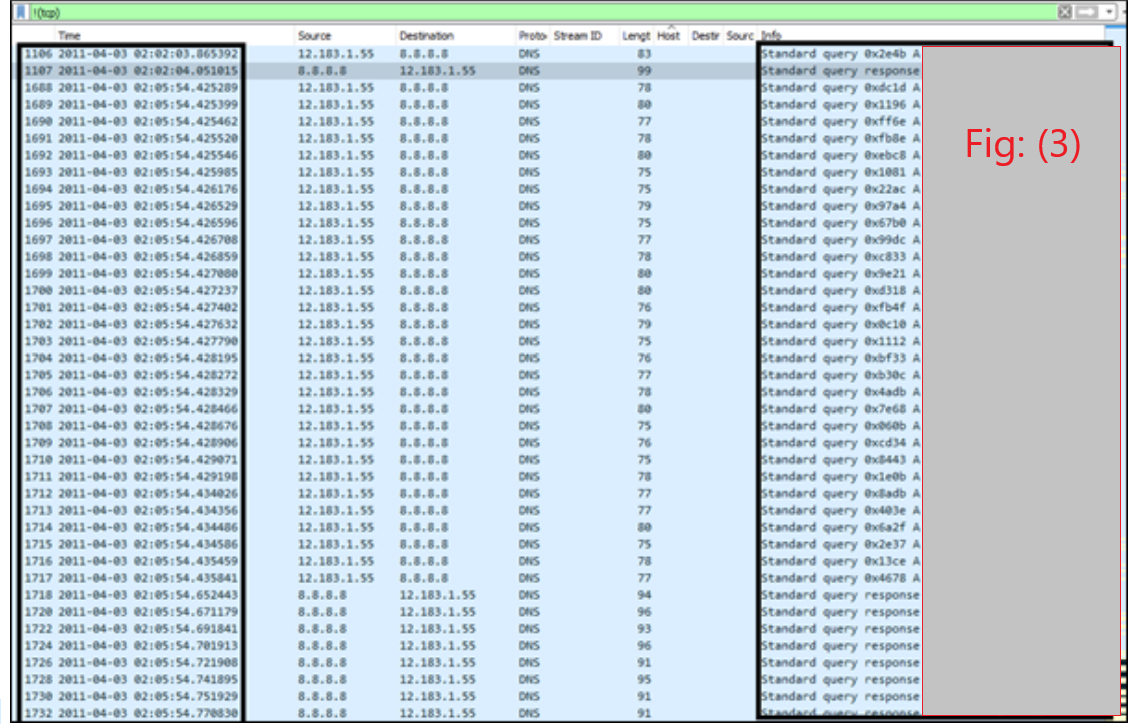 !(tcp)
Time Source Destination Proto Stream ID Lengt Host Destir Sourc Info
1106 2011-04-03 02:02:03.865392 12.183.1.55 8.8.8.8 DNS 83 Standard query 0x2e4b A
1107 2011-04-03 02:02:04.051015 8.8.8.8 12.183.1.55 DNS 99 Standard query response
1688 2011-04-03 02:05:54.425289 12.183.1.55 8.8.8.8 DNS 78 Standard query 0xdc1d A
1689 2011-04-03 02:05:54.425399 12.183.1.55 8.8.8.8 DNS 80 Standard query 0x1196 A
1690 2011-04-03 02:05:54.425462 12.183.1.55 8.8.8.8 DNS 77 Standard query 0xff6e A
1691 2011-04-03 02:05:54.425520 12.183.1.55 8.8.8.8 DNS 78 Standard query 0xfb8e A
Fig: (3)
1692 2011-04-03 02:05:54.425546 12.183.1.55 8.8.8.8 DNS 80 Standard query 0xebc8 A
1693 2011-04-03 02:05:54.425985 12.183.1.55 8.8.8.8 DNS 75 Standard query 0x1081 A
1694 2011-04-03 02:05:54.426176 12.183.1.55 8.8.8.8 DNS 75 Standard query 0x22ac A
1695 2011-04-03 02:05:54.426529 12.183.1.55 8.8.8.8 DNS 79 Standard query 0x97a4 A
1696 2011-04-03 02:05:54.426596 12.183.1.55 8.8.8.8 DNS 75 Standard query 0x67b0 A
1697 2011-04-03 02:05:54.426708 12.183.1.55 8.8.8.8 DNS 77 Standard query 0x99dc A
1698 2011-04-03 02:05:54.426859 12.183.1.55 8.8.8.8 DNS 78 Standard query 0xc833 A
1699 2011-04-03 02:05:54.427080 12.183.1.55 8.8.8.8 DNS 80 Standard query 0x9e21 A
1700 2011-04-03 02:05:54.427237 12.183.1.55 8.8.8.8 DNS 80 Standard query 0xd318 A
1701 2011-04-03 02:05:54.427402 12.183.1.55 8.8.8.8 DNS 76 Standard query 0xfb4f A
1702 2011-04-03 02:05:54.427632 12.183.1.55 8.8.8.8 DNS 79 Standard query 0x0c10 A
1703 2011-04-03 02:05:54.427790 12.183.1.55 8.8.8.8 DNS 75 Standard query 0x1112 A
1704 2011-04-03 02:05:54.428195 12.183.1.55 8.8.8.8 DNS 76 Standard query 0xbf33 A
1705 2011-04-03 02:05:54.428272 12.183.1.55 8.8.8.8 DNS 77 Standard query 0xb30c A
1706 2011-04-03 02:05:54.428329 12.183.1.55 8.8.8.8 DNS 78 Standard query 0x4adb A
1707 2011-04-03 02:05:54.428466 12.183.1.55 8.8.8.8 DNS 80 Standard query 0x7e68 A
1708 2011-04-03 02:05:54.428676 12.183.1.55 8.8.8.8 DNS 75 Standard query 0x060b A
1709 2011-04-03 02:05:54.428906 12.183.1.55 8.8.8.8 DNS 76 Standard query 0xcd34 A
1710 2011-04-03 02:05:54.429071 12.183.1.55 8.8.8.8 DNS 75 Standard query 0x8443 A
1711 2011-04-03 02:05:54.429198 12.183.1.55 8.8.8.8 DNS 78 Standard query 0x1e0b A
1712 2011-04-03 02:05:54.434026 12.183.1.55 8.8.8.8 DNS 77 Standard query 0x8adb A
1713 2011-04-03 02:05:54.434356 12.183.1.55 8.8.8.8 DNS 77 Standard query 0x403e A
1714 2011-04-03 02:05:54.434486 12.183.1.55 8.8.8.8 DNS 80 Standard query 0x6a2f A
1715 2011-04-03 02:05:54.434586 12.183.1.55 8.8.8.8 DNS 75 Standard query 0x2e37 A
1716 2011-04-03 02:05:54.435459 12.183.1.55 8.8.8.8 DNS 78 Standard query 0x13ce A
1717 2011-04-03 02:05:54.435841 12.183.1.55 8.8.8.8 DNS 77 Standard query 0x4678 A
1718 2011-04-03 02:05:54.652443 8.8.8.8 12.183.1.55 DNS 94 Standard query response
1720 2011-04-03 02:05:54.671179 8.8.8.8 12.183.1.55 DNS 96 Standard query response
1722 2011-04-03 02:05:54.691841 8.8.8.8 12.183.1.55 DNS 93 Standard query response
1724 2011-04-03 02:05:54.701913 8.8.8.8 12.183.1.55 DNS 96 Standard query response
1726 2011-04-03 02:05:54.721908 8.8.8.8 12.183.1.55 DNS 91 Standard query response
1728 2011-04-03 02:05:54.741895 8.8.8.8 12.183.1.55 DNS 95 Standard query response
1730 2011-04-03 02:05:54.751929 8.8.8.8 12.183.1.55 DNS 91 Standard query response
1732 2011-04-03 02:05:54.770830 8.8.8.8 12.183.1.55 DNS 91 Standard query response